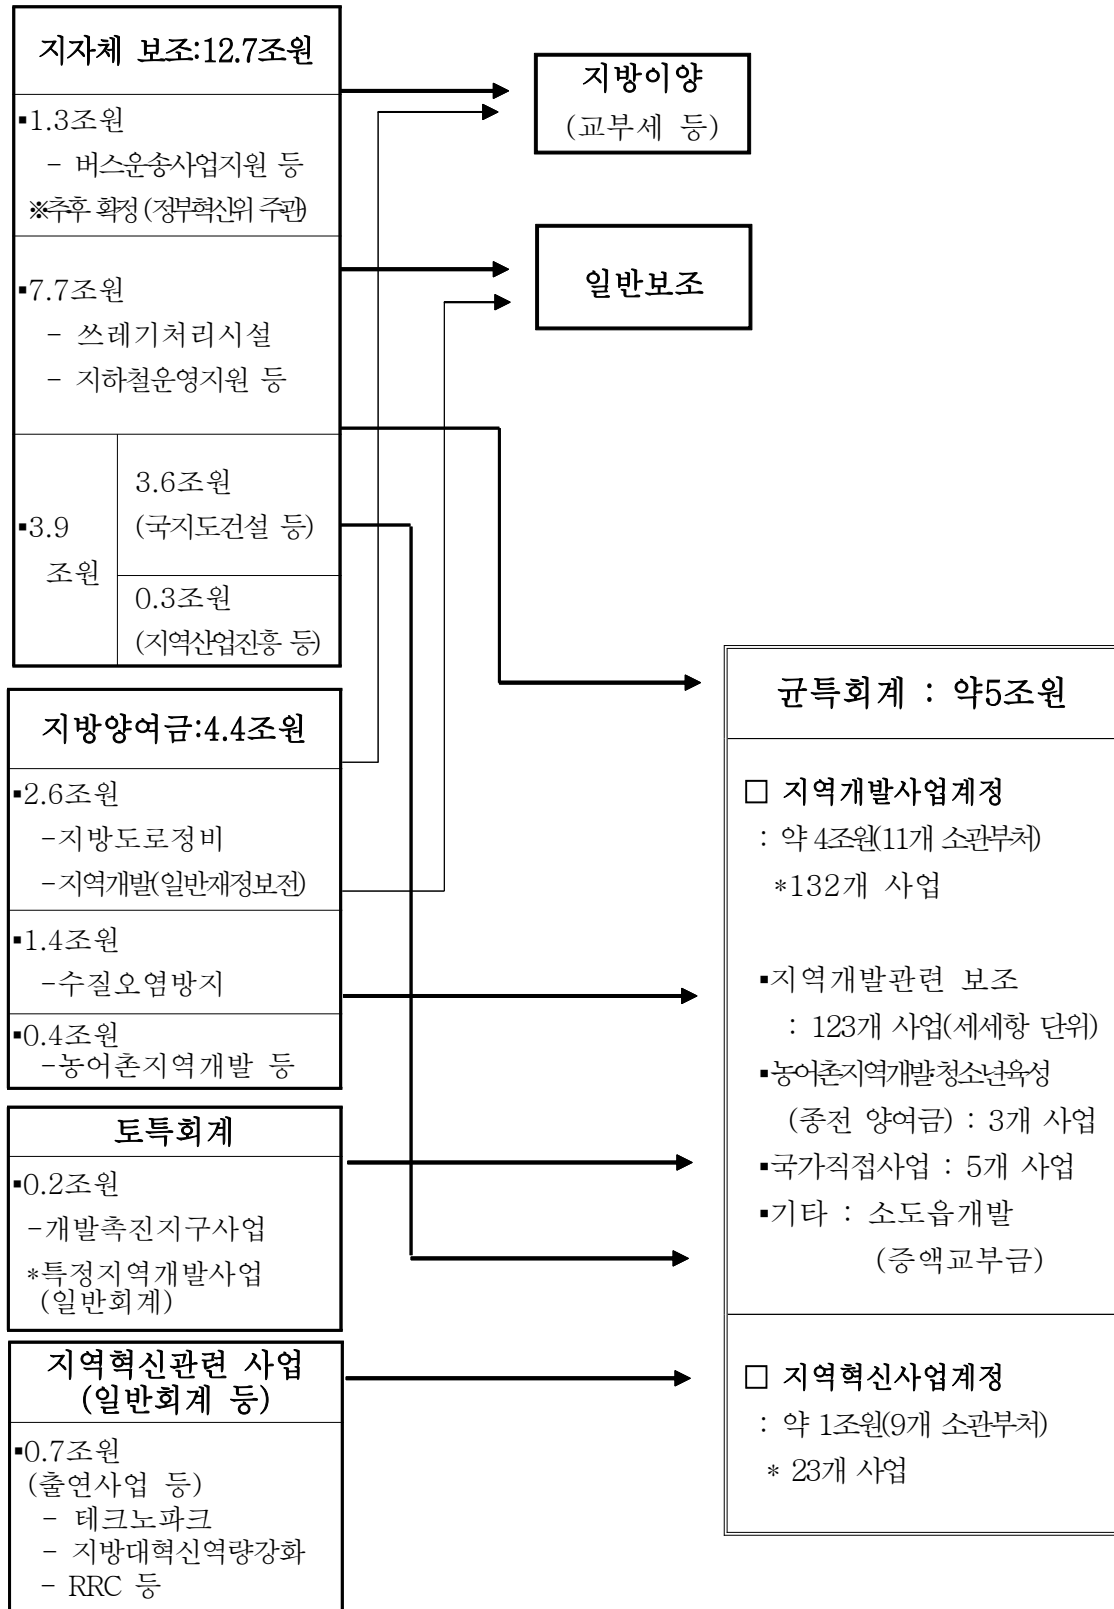 지자체 보조:12.7조원
▪1.3조원
- 버스운송사업지원 등
※추후 확정(정부혁신위 주관)
▪7.7조원
- 쓰레기처리시설
- 지하철운영지원 등
▪3.9
조원
3.6조원
(국지도건설 등)
0.3조원
(지역산업진흥 등)
지방양여금:4.4조원
▪2.6조원
-지방도로정비
-지역개발(일반재정보전)
▪1.4조원
-수질오염방지
▪0.4조원
-농어촌지역개발 등
토특회계
▪0.2조원
-개발촉진지구사업
*특정지역개발사업
(일반회계)
지역혁신관련 사업
(일반회계 등)
▪0.7조원
(출연사업 등)
- 테크노파크
- 지방대혁신역량강화
- RRC 등
지방이양
(교부세 등)
일반보조
균특회계 : 약5조원
□ 지역개발사업계정
: 약 4조원(11개 소관부처)
*132개 사업
▪지역개발관련 보조
: 123개 사업(세세항 단위)
▪농어촌지역개발·청소년육성
(종전 양여금) : 3개 사업
▪국가직접사업 : 5개 사업
▪기타 : 소도읍개발
(증액교부금)
□ 지역혁신사업계정
: 약 1조원(9개 소관부처)
* 23개 사업